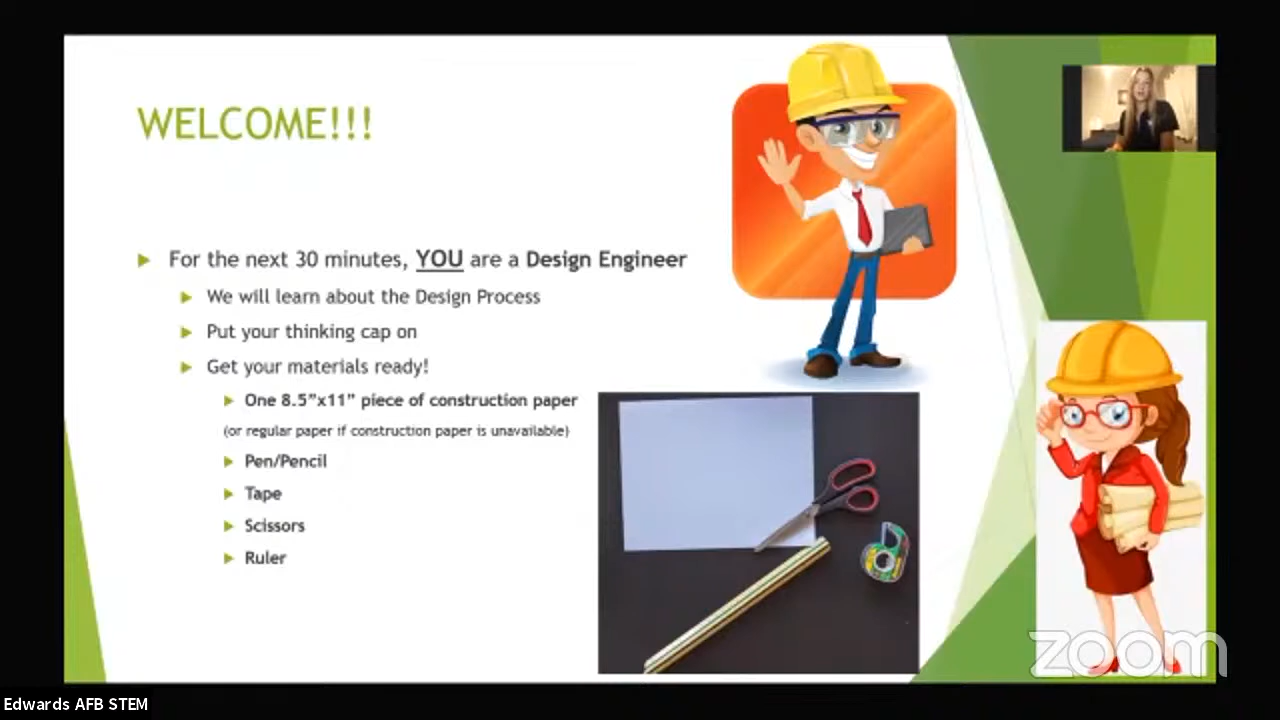 WELCOME!!!
For the next 30 minutes, YOU are a Design Engineer
We will learn about the Design Process
Put your thinking cap on
Get your materials ready!
One 8.5”x11” piece of construction paper
(or regular paper if construction paper is unavailable)
Pen/Pencil
Tape
Scissors
Ruler
zoom
Edwards AFB STEM